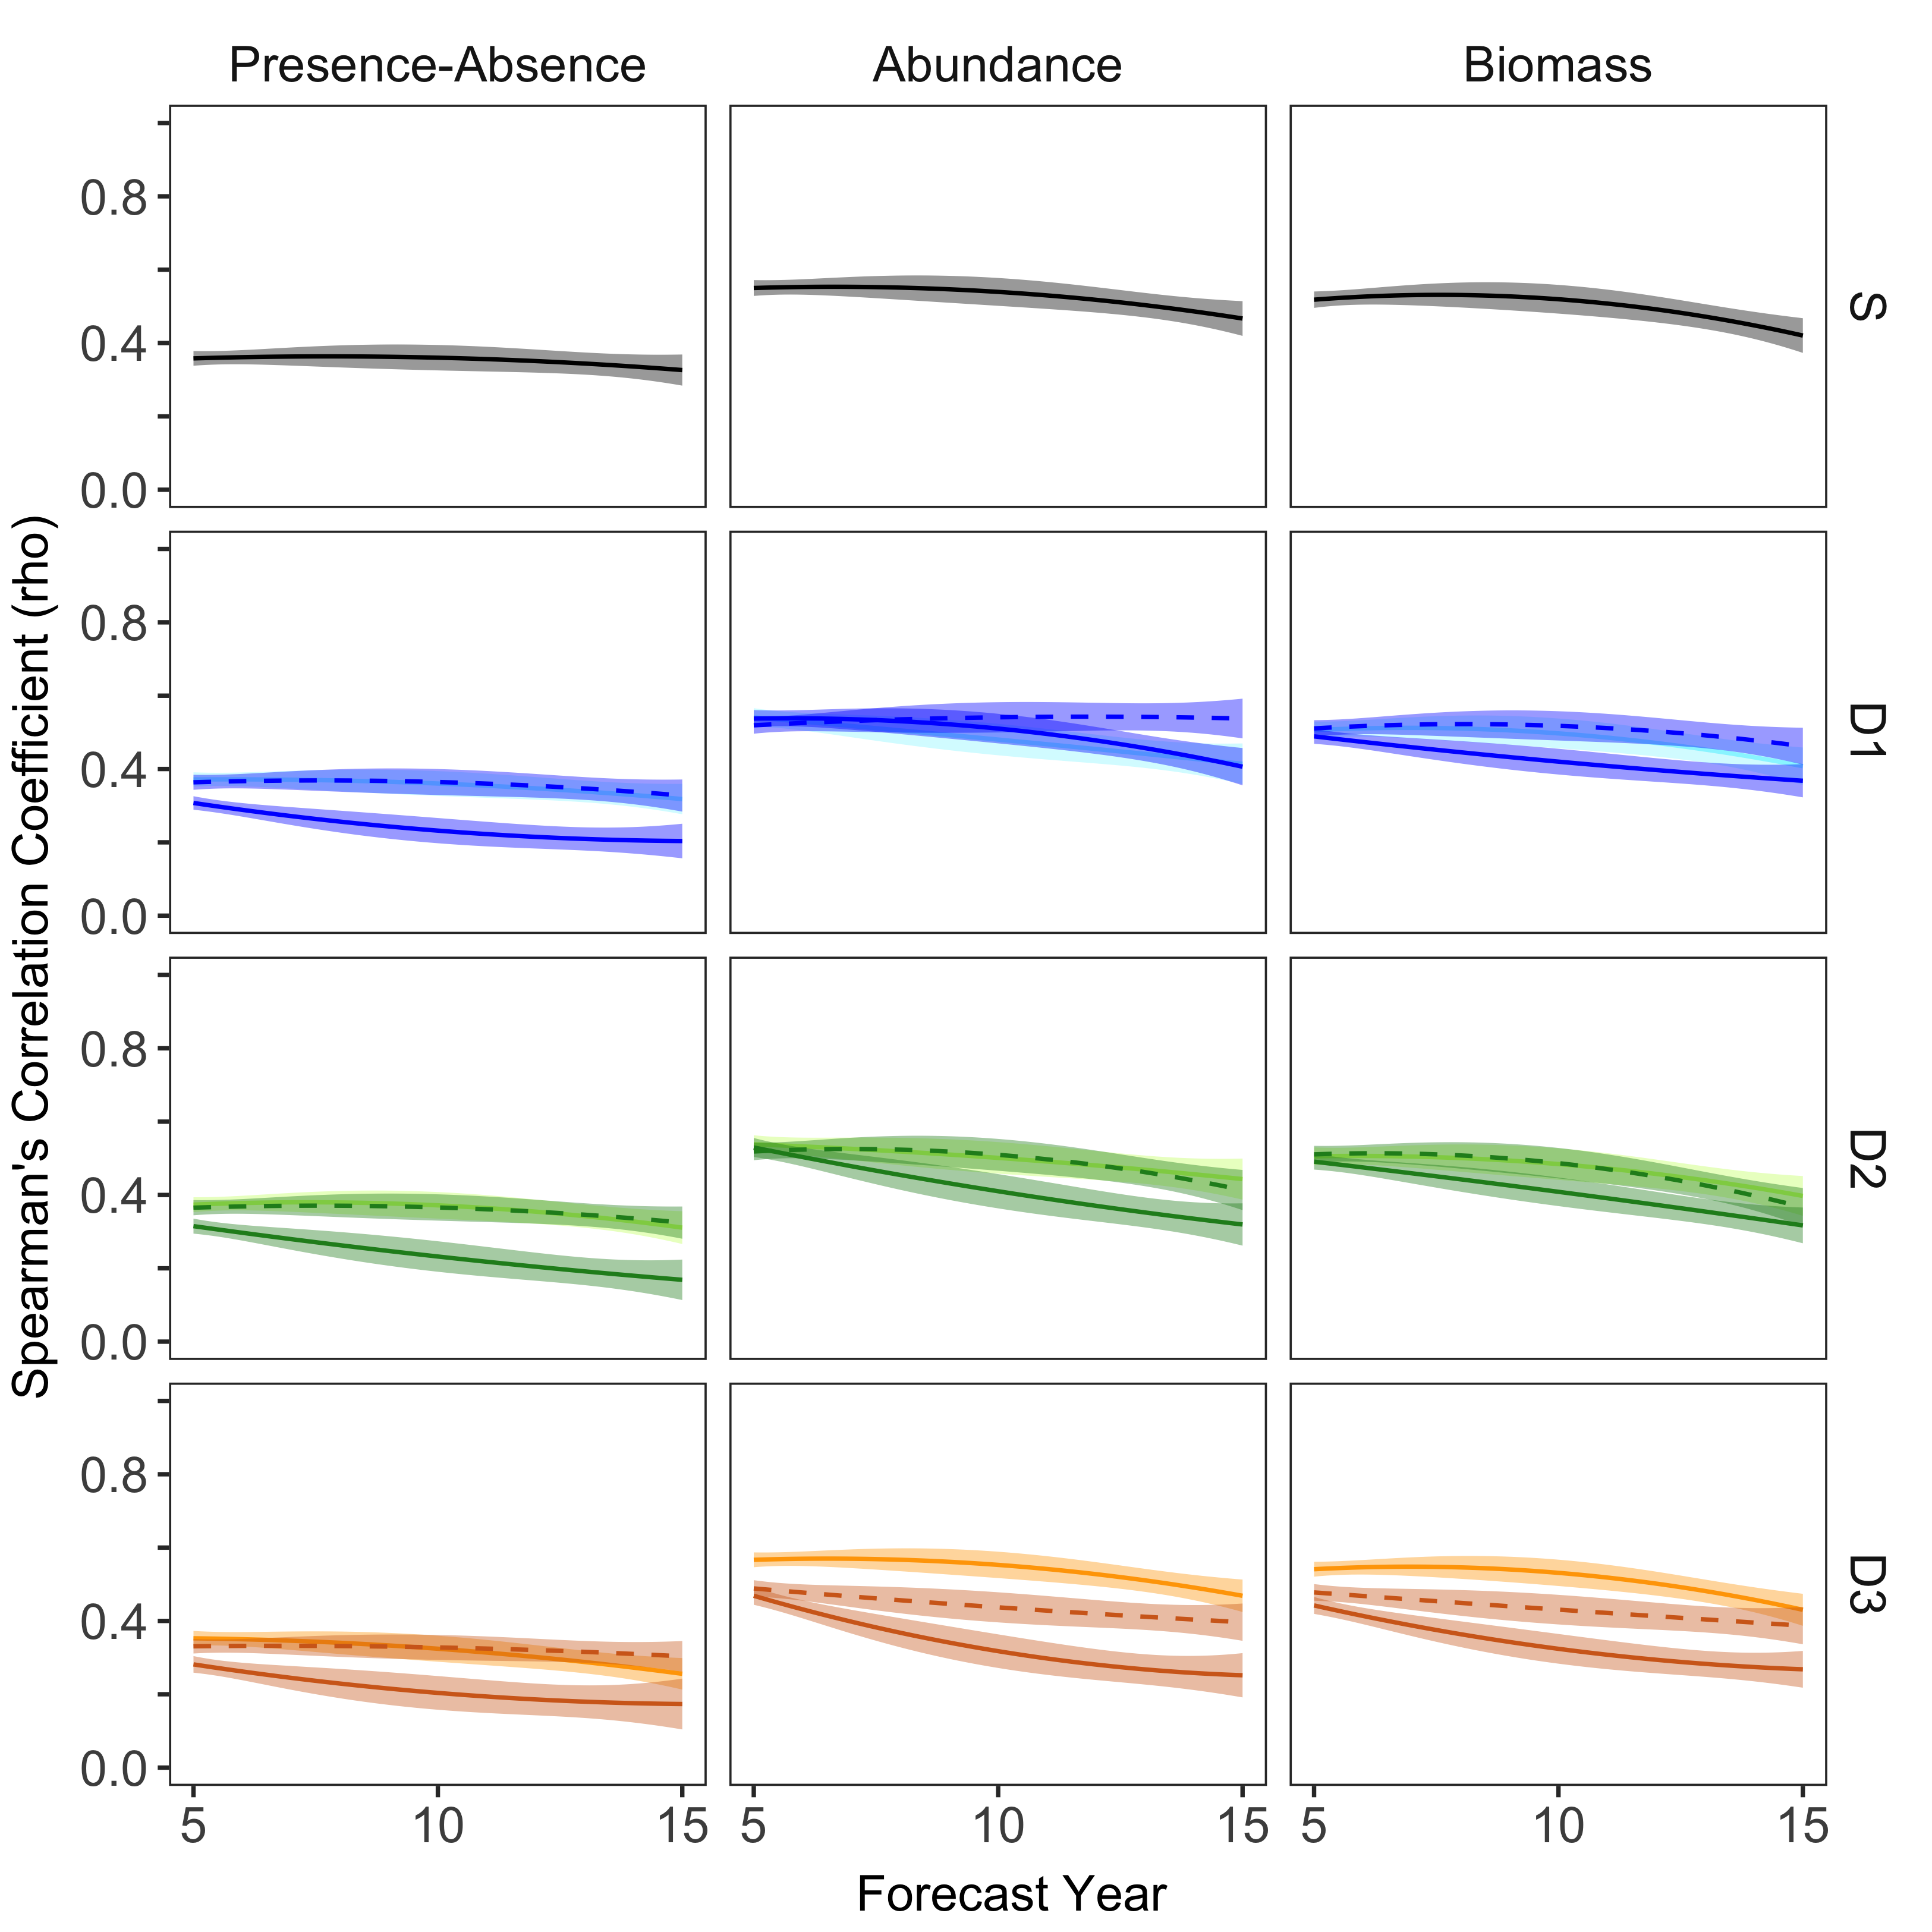 Presence-Absence Abundance Biomass
Spearman's Correlation Coefficient (rho)
0.8
0.4
0.0
S
0.8
0.4
0.0
D1
0.8
0.4
0.0
D2
0.8
0.4
0.0
D3
5 10 15 5 10 15 5 10 15
Forecast Year